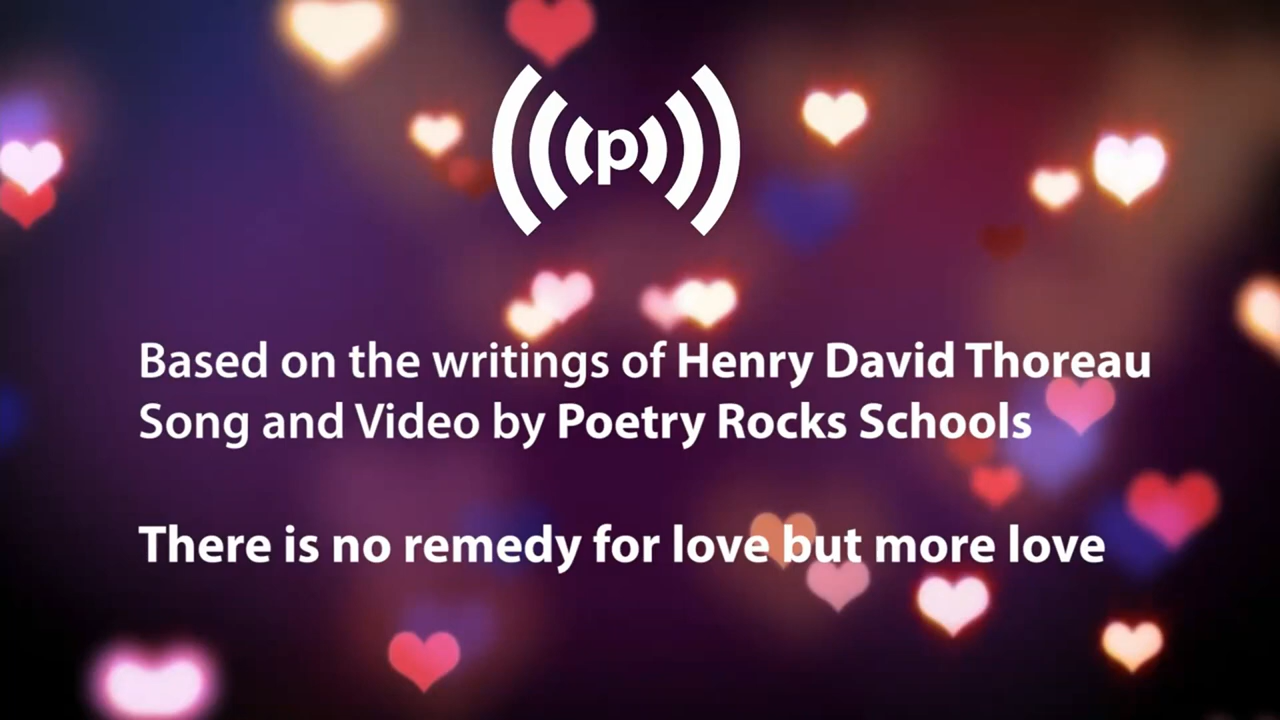 (p)
Based on the writings of Henry David Thoreau
Song and Video by Poetry Rocks Schools
There is no remedy for love but more love